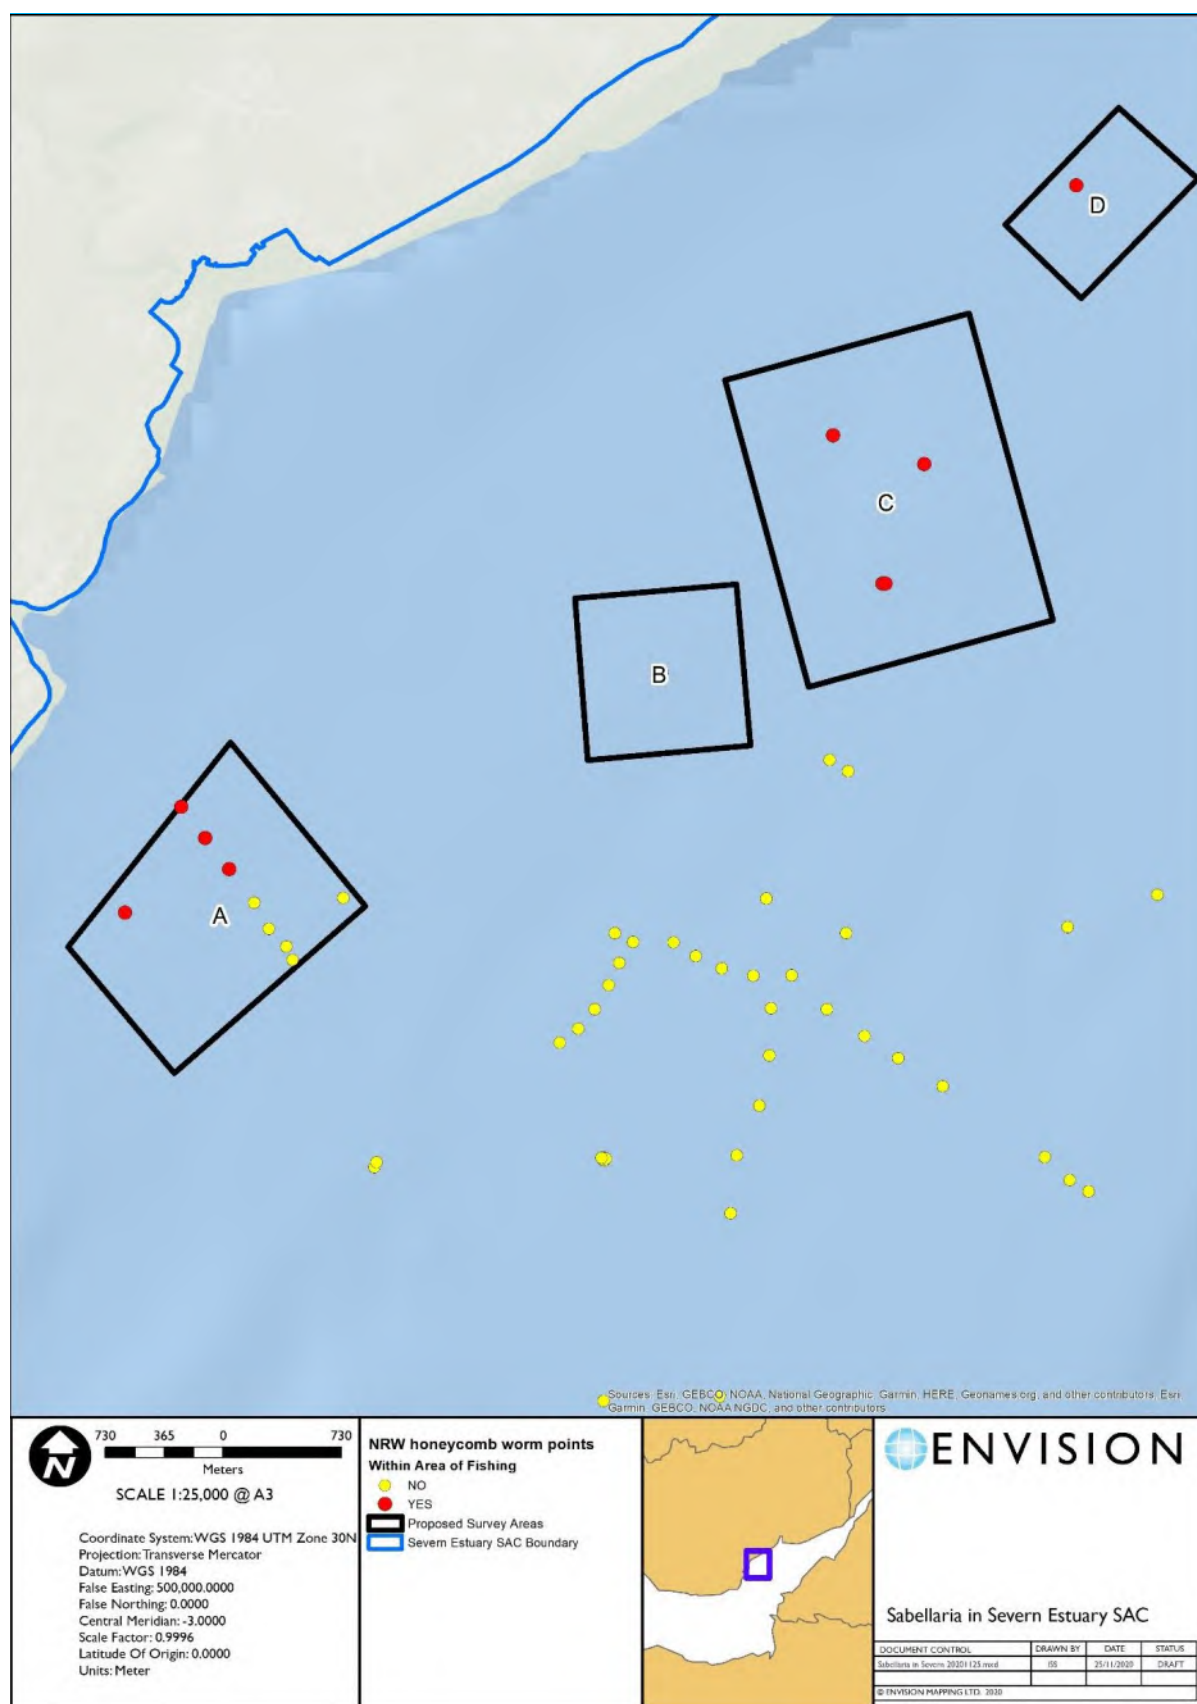 D
C
B
A
Sources: Esri, GEBCO, NOAA, National Geographic, Garmin, HERE, Geonames.org, and other contributors, Esri,
Garmin, GEBCO, NOAA NGDC, and other contributors
N
730 365 0 730
Meters
SCALE 1:25,000 @ A3
Coordinate System: WGS 1984 UTM Zone 30N
Projection: Transverse Mercator
Datum: WGS 1984
False Easting: 500,000.0000
False Northing: 0.0000
Central Meridian: -3.0000
Scale Factor: 0.9996
Latitude Of Origin: 0.0000
Units: Meter
NRW honeycomb worm points
Within Area of Fishing
NO
YES
Proposed Survey Areas
Severn Estuary SAC Boundary
ENVISION
Sabellaria in Severn Estuary SAC
DOCUMENT CONTROL DRAWN BY DATE STATUS
Sabellaria in Severn 20201125.mxd 25/11/2020 DRAFT
© ENVISION MAPPING LTD. 2020